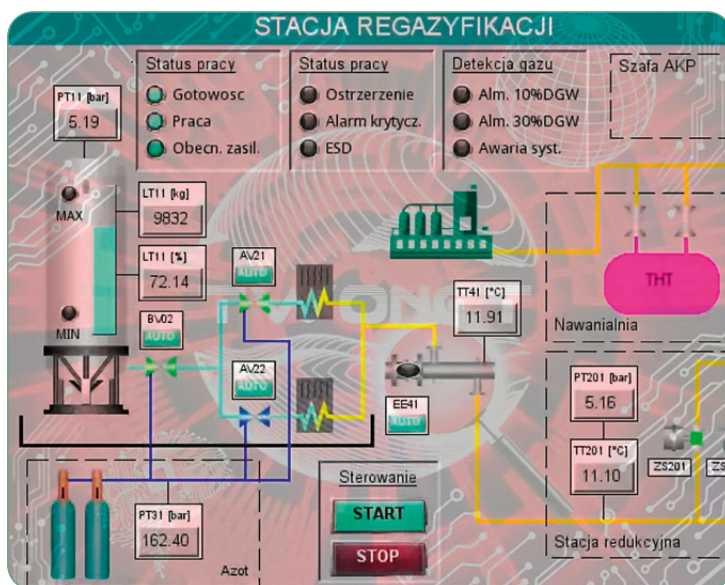 STACJA REGAZYFIKACJI
Status pracy
Gotowosc
Praca
Obecn. zasil.
Status pracy
Ostrzerzenie
Alarm krytycz.
ESD
Detekcja gazu
Alm. 10%DGW
Alm. 30%DGW
Awaria syst.
Szafa AKP
PT11 [bar]
5.19
MAX
MIN
LT11 [kg]
9832
LT11 [%]
72.14
BV02
AUTO
AV21
AUTO
AV22
AUTO
TT41 [°C]
11.91
EE41
AUTO
THT
Nawanialnia
PT201 [bar]
5.16
TT201 [°C]
11.10
ZS201
ZS
Stacja redukcyjna
PT31 [bar]
162.40
Azot
Sterowanie
START
STOP